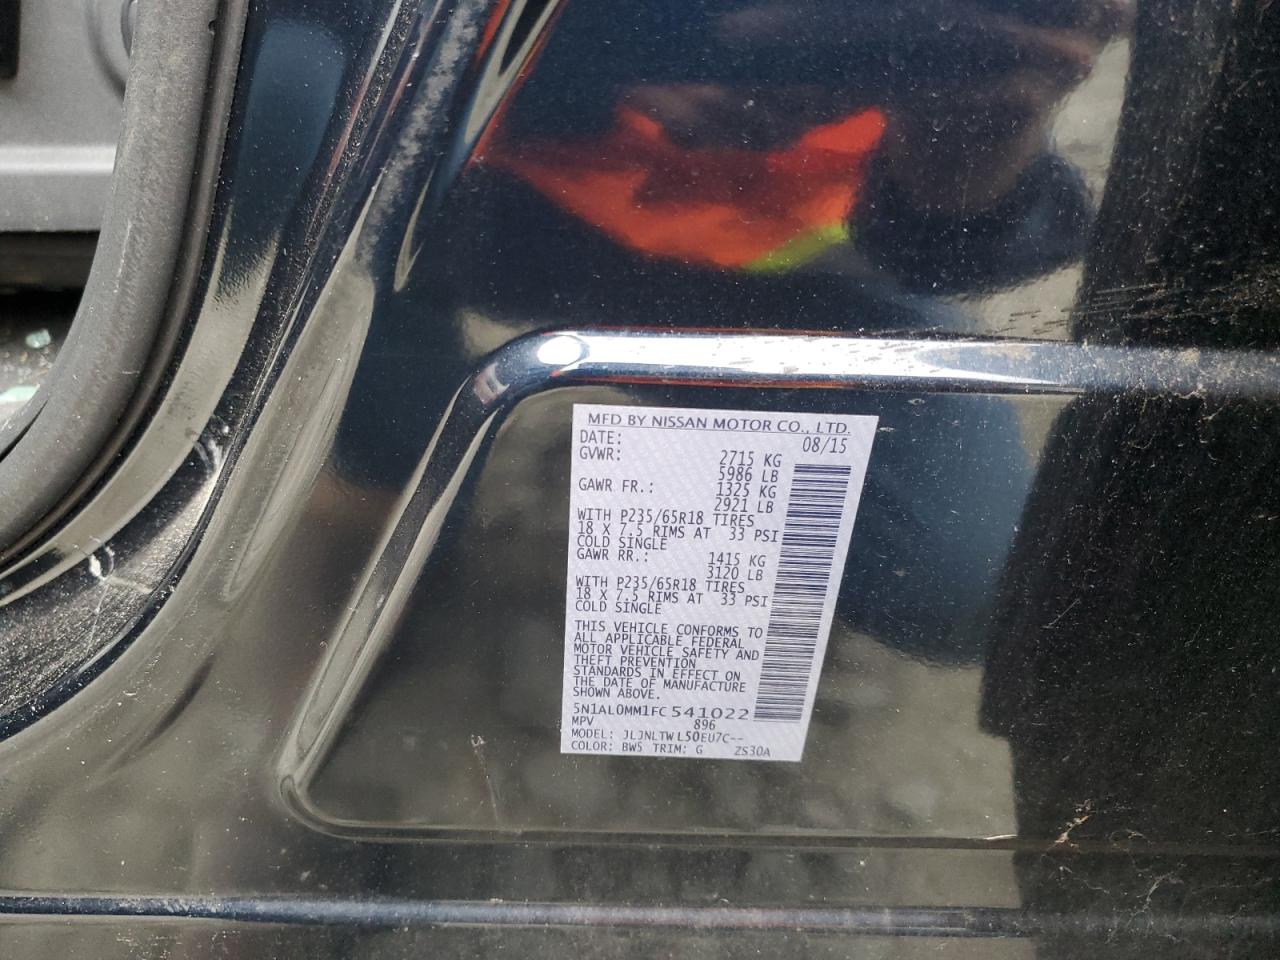 MFD BY NISSAN MOTOR CO., LTD.
DATE: 08/15
GVWR: 2715 KG
5986 LB
GAWR FR.: 1325 KG
2921 LB
WITH P235/65R18 TIRES
18 X 7.5 RIMS AT 33 PSI
COLD SINGLE
GAWR RR.: 1415 KG
3120 LB
WITH P235/65R18 TIRES
18 X 7.5 RIMS AT 33 PSI
COLD SINGLE
THIS VEHICLE CONFORMS TO
ALL APPLICABLE FEDERAL
MOTOR VEHICLE SAFETY AND
THEFT PREVENTION
STANDARDS IN EFFECT ON
THE DATE OF MANUFACTURE
SHOWN ABOVE.
5N1AL0MM1FC541022
MPV 896
MODEL: JLJNLTW L50EU7C--
COLOR: BW5 TRIM: G ZS30A